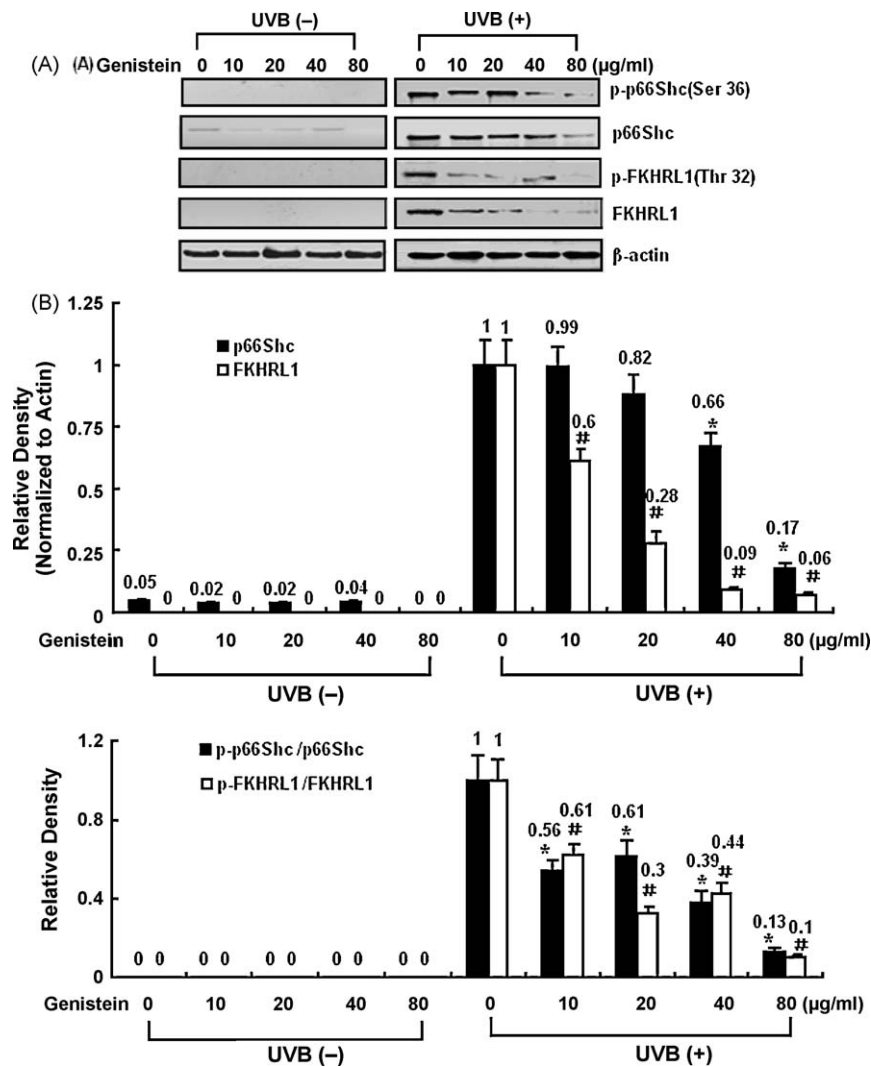 UVB (–) UVB (+)
(A) (A) Genistein 0 10 20 40 80 0 10 20 40 80 (μg/ml)
p-p66Shc(Ser 36)
p66Shc
p-FKHRL1(Thr 32)
FKHRL1
β-actin
(B)
Relative Density
(Normalized to Actin)
1.25
1
0.75
0.5
0.25
0
p66Shc
FKHRL1
0.05 0 0.02 0 0.02 0 0.04 0 0 0 1 1 0.99 0.6 # 0.82 0.28 # 0.66 * 0.09 # 0.17 * 0.06 #
Genistein 0 10 20 40 80 0 10 20 40 80 (μg/ml)
UVB (–) UVB (+)
Relative Density
1.2
0.8
0.4
0
p-p66Shc/p66Shc
p-FKHRL1/FKHRL1
0 0 0 0 0 0 0 0 0 0 1 1 0.56 * 0.61 # 0.61 * 0.3 # 0.39 * 0.44 # 0.13 * 0.1 #
Genistein 0 10 20 40 80 0 10 20 40 80 (μg/ml)
UVB (–) UVB (+)